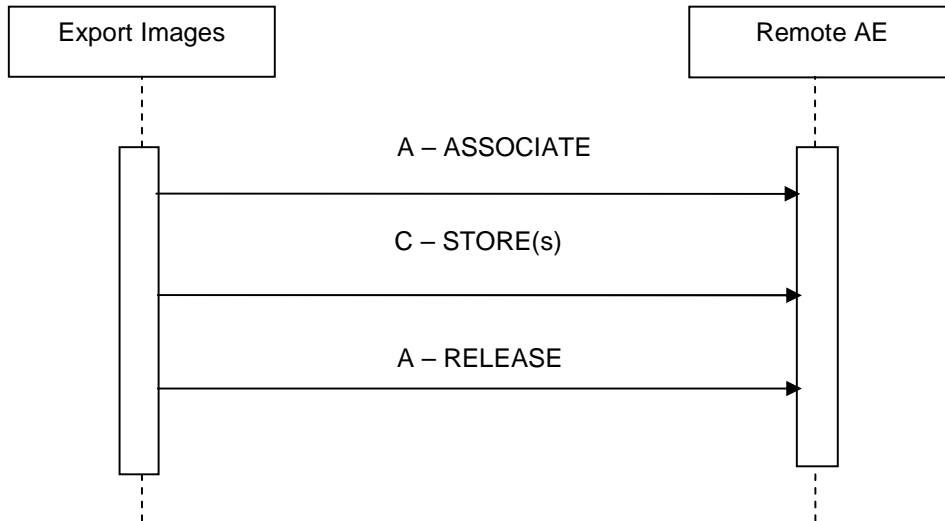 Export Images
Remote AE
A – ASSOCIATE
C – STORE(s)
A – RELEASE